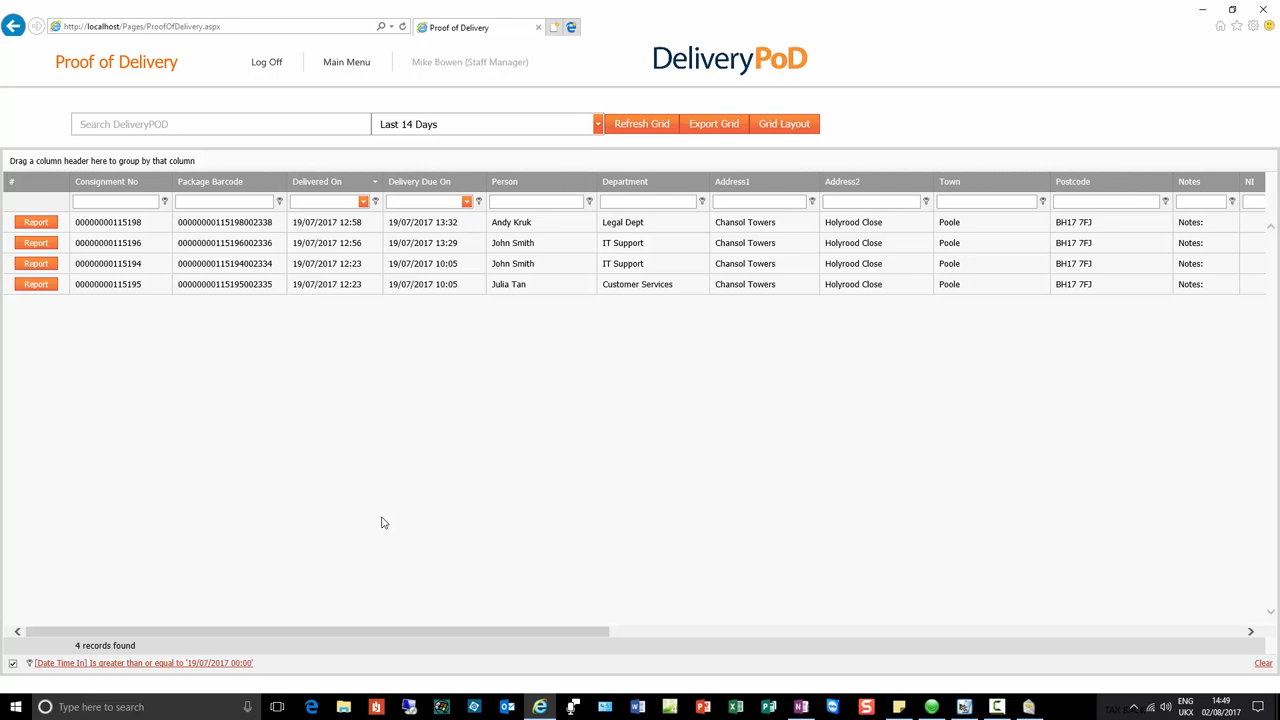 http://localhost/Pages/ProofOfDelivery.aspx
Proof of Delivery
Proof of Delivery
Log Off
Main Menu
Mike Bowen (Staff Manager)
DeliveryPoD
Search DeliveryPOD
Last 14 Days
Refresh Grid
Export Grid
Grid Layout
Drag a column header here to group by that column
# Consignment No Package Barcode Delivered On Delivery Due On Person Department Address1 Address2 Town Postcode Notes NI
Report 00000000115198 00000000115198002338 19/07/2017 12:58 19/07/2017 13:32 Andy Kruk Legal Dept Chansol Towers Holyrood Close Poole BH17 7FJ Notes:
Report 00000000115196 00000000115196002336 19/07/2017 12:56 19/07/2017 13:29 John Smith IT Support Chansol Towers Holyrood Close Poole BH17 7FJ Notes:
Report 00000000115194 00000000115194002334 19/07/2017 12:23 19/07/2017 10:05 John Smith IT Support Chansol Towers Holyrood Close Poole BH17 7FJ Notes:
Report 00000000115195 00000000115195002335 19/07/2017 12:23 19/07/2017 10:05 Julia Tan Customer Services Chansol Towers Holyrood Close Poole BH17 7FJ Notes:
4 records found
[Date Time In] Is greater than or equal to '19/07/2017 00:00'
Clear
Type here to search
ENG
UKX
14:49
02/08/2017